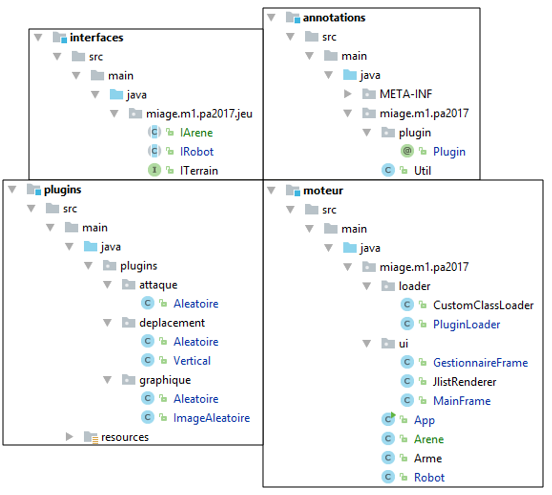 interfaces
src
main
java
miage.m1.pa2017.jeu
IArene
IRobot
ITerrain
annotations
src
main
java
META-INF
miage.m1.pa2017
plugin
Plugin
Util
plugins
src
main
java
plugins
attaque
Aleatoire
deplacement
Aleatoire
Vertical
graphique
Aleatoire
ImageAleatoire
resources
moteur
src
main
java
miage.m1.pa2017
loader
CustomClassLoader
PluginLoader
ui
GestionnaireFrame
JlistRenderer
MainFrame
App
Arene
Arme
Robot